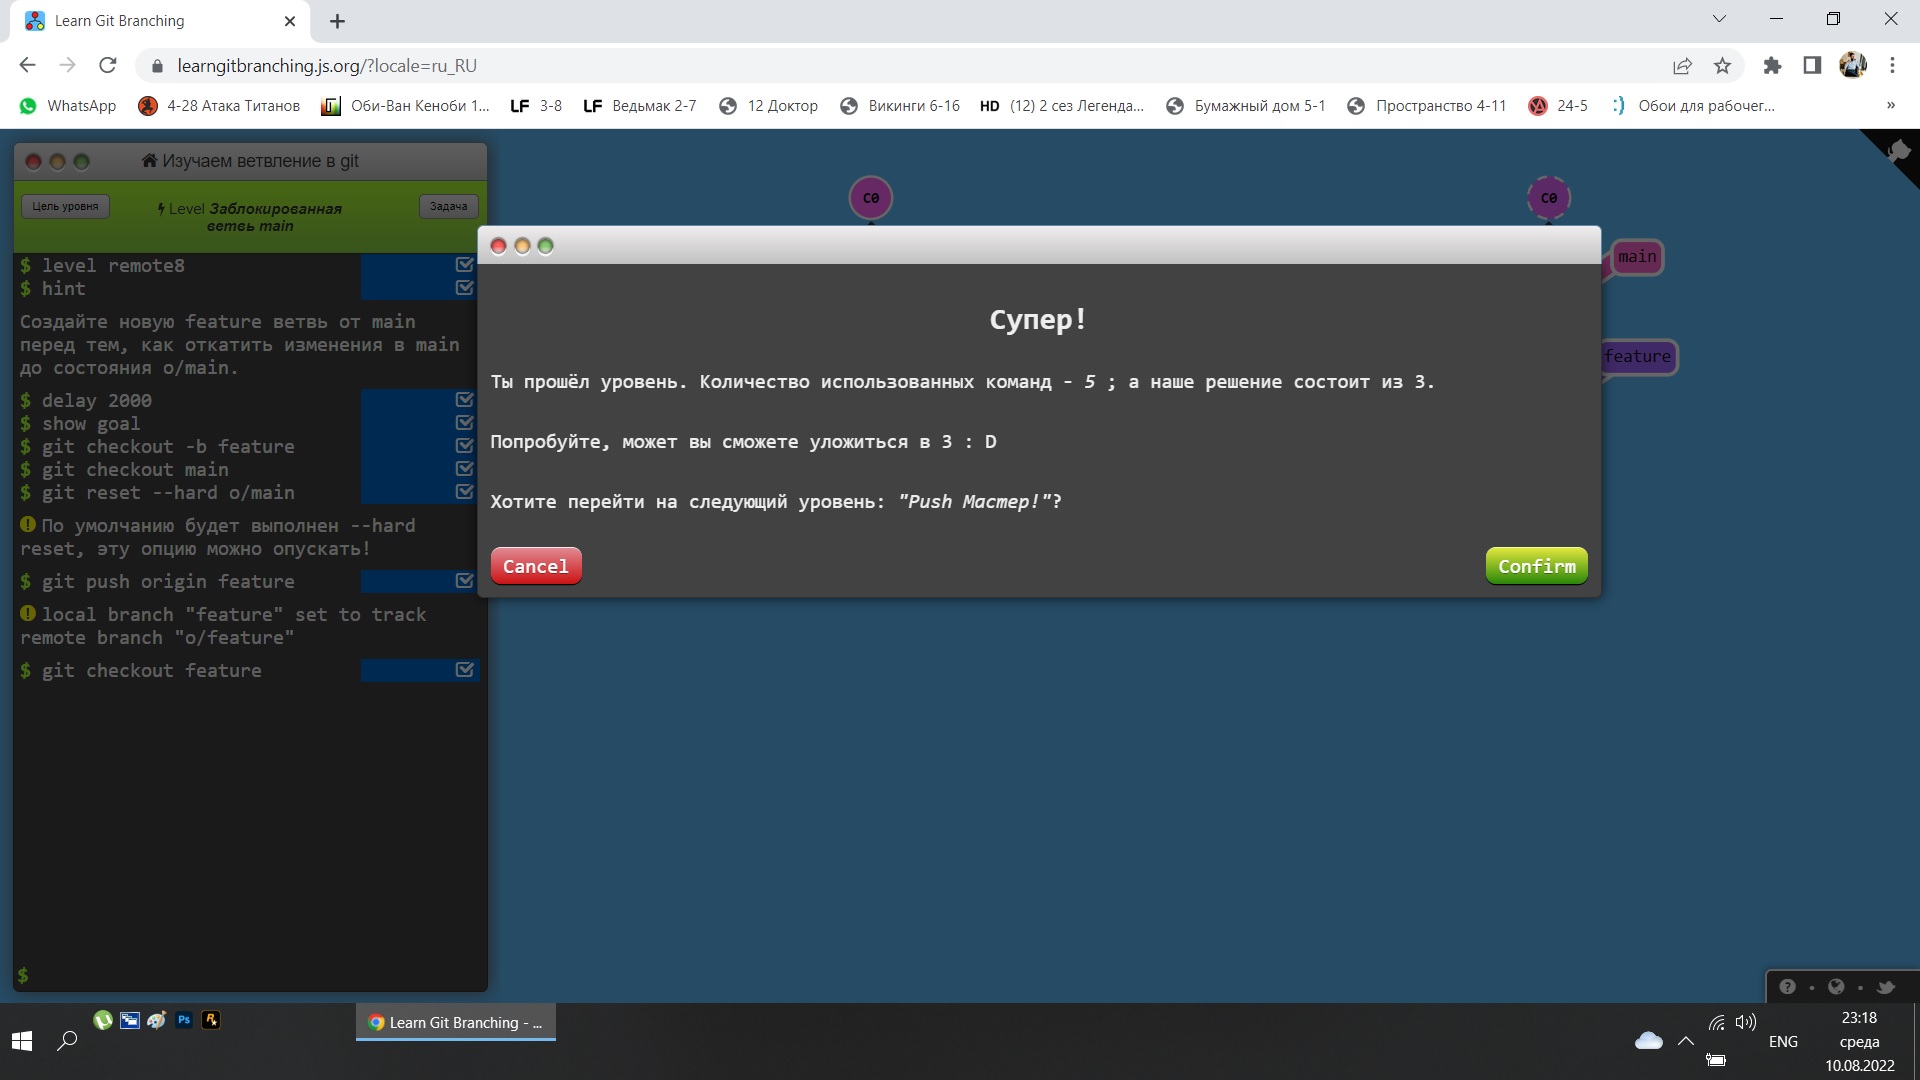 Learn Git Branching
learngitbranching.js.org/?locale=ru_RU
WhatsApp
4-28 Атака Титанов
Оби-Ван Кеноби 1...
LF 3-8
LF Ведьмак 2-7
12 Доктор
Викинги 6-16
HD (12) 2 сез Легенда...
Бумажный дом 5-1
Пространство 4-11
24-5
:) Обои для рабочег...
»
Изучаем ветвление в git
Цель уровня
Level Заблокированная
ветвь main
Задача
$ level remote8
$ hint
Создайте новую feature ветвь от main
перед тем, как откатить изменения в main
до состояния o/main.
$ delay 2000
$ show goal
$ git checkout -b feature
$ git checkout main
$ git reset --hard o/main
По умолчанию будет выполнен --hard
reset, эту опцию можно опускать!
$ git push origin feature
local branch "feature" set to track
remote branch "o/feature"
$ git checkout feature
$
C0
C0
main
feature
Супер!
Ты прошёл уровень. Количество использованных команд - 5 ; а наше решение состоит из 3.
Попробуйте, может вы сможете уложиться в 3 : D
Хотите перейти на следующий уровень: "Push Мастер!"?
Cancel
Confirm
Ps
Learn Git Branching - ...
ENG
23:18
среда
10.08.2022